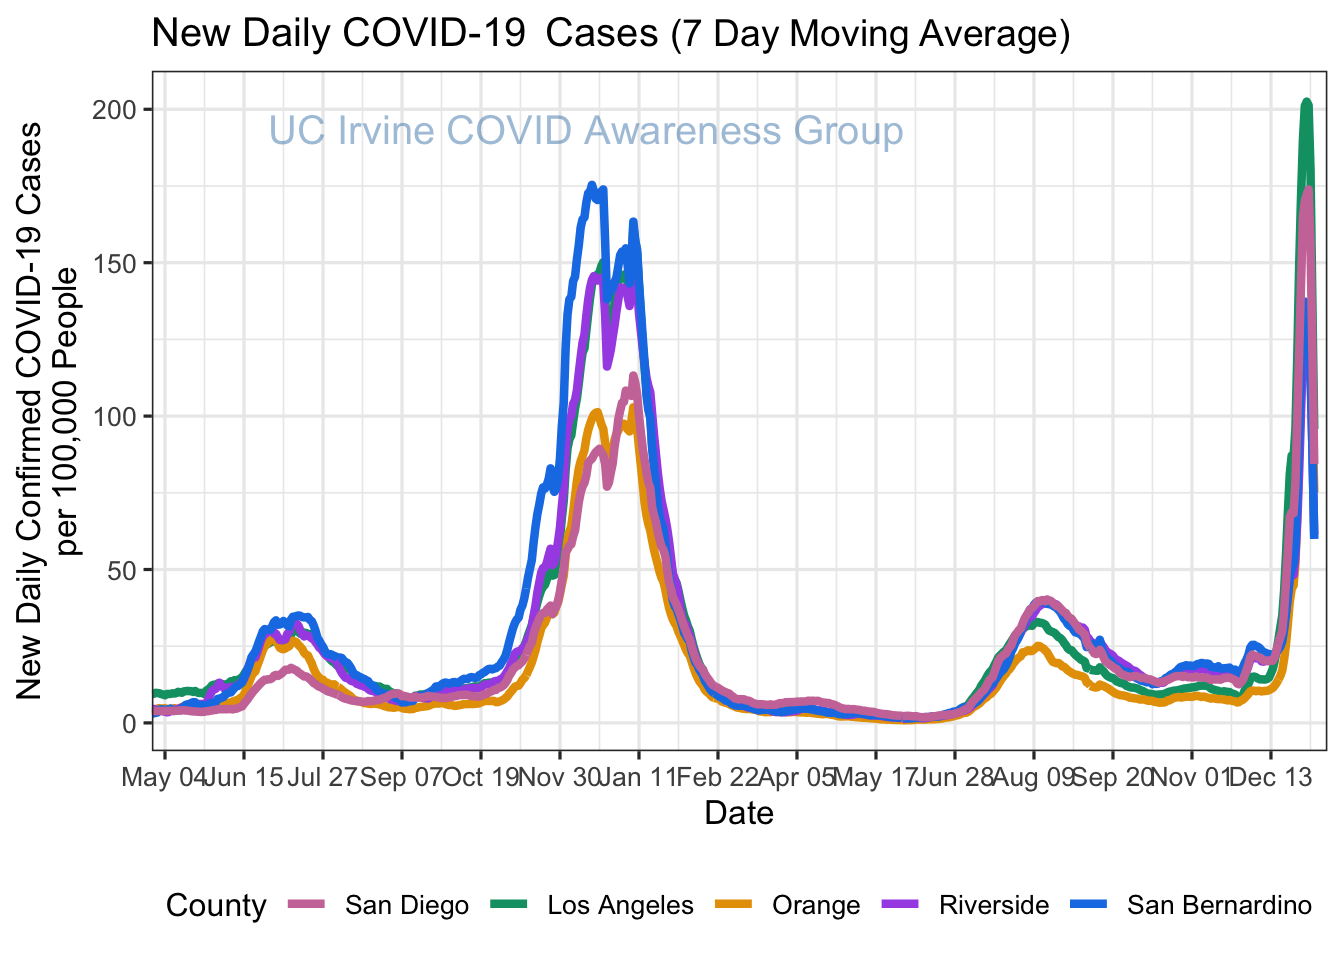 New Daily COVID-19  Cases (7 Day Moving Average)
UC Irvine COVID Awareness Group
New Daily Confirmed COVID-19 Cases
per 100,000 People
200
150
100
50
0
May 04 Jun 15 Jul 27 Sep 07 Oct 19 Nov 30 Jan 11 Feb 22 Apr 05 May 17 Jun 28 Aug 09 Sep 20 Nov 01 Dec 13
Date
County San Diego Los Angeles Orange Riverside San Bernardino